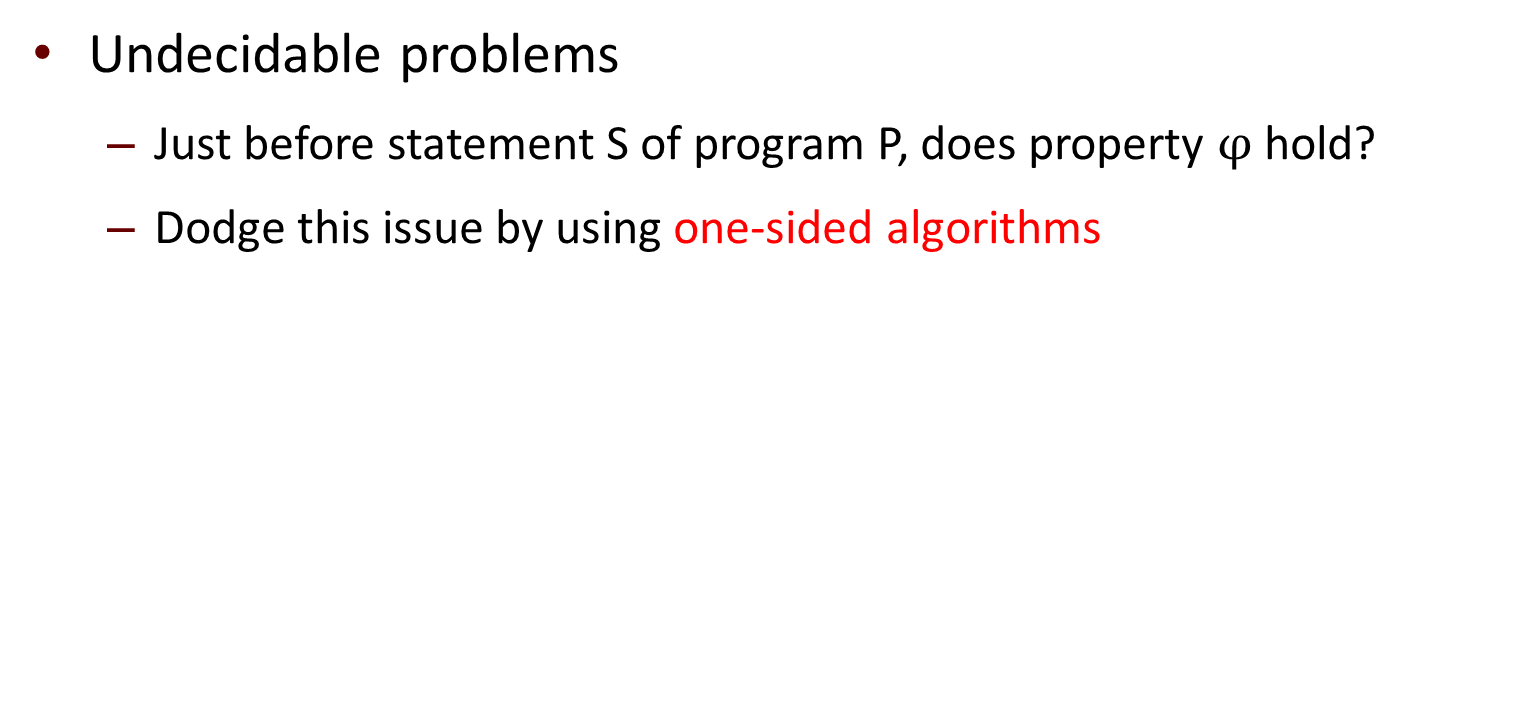 • Undecidable problems
– Just before statement S of program P, does property φ hold?
– Dodge this issue by using one-sided algorithms